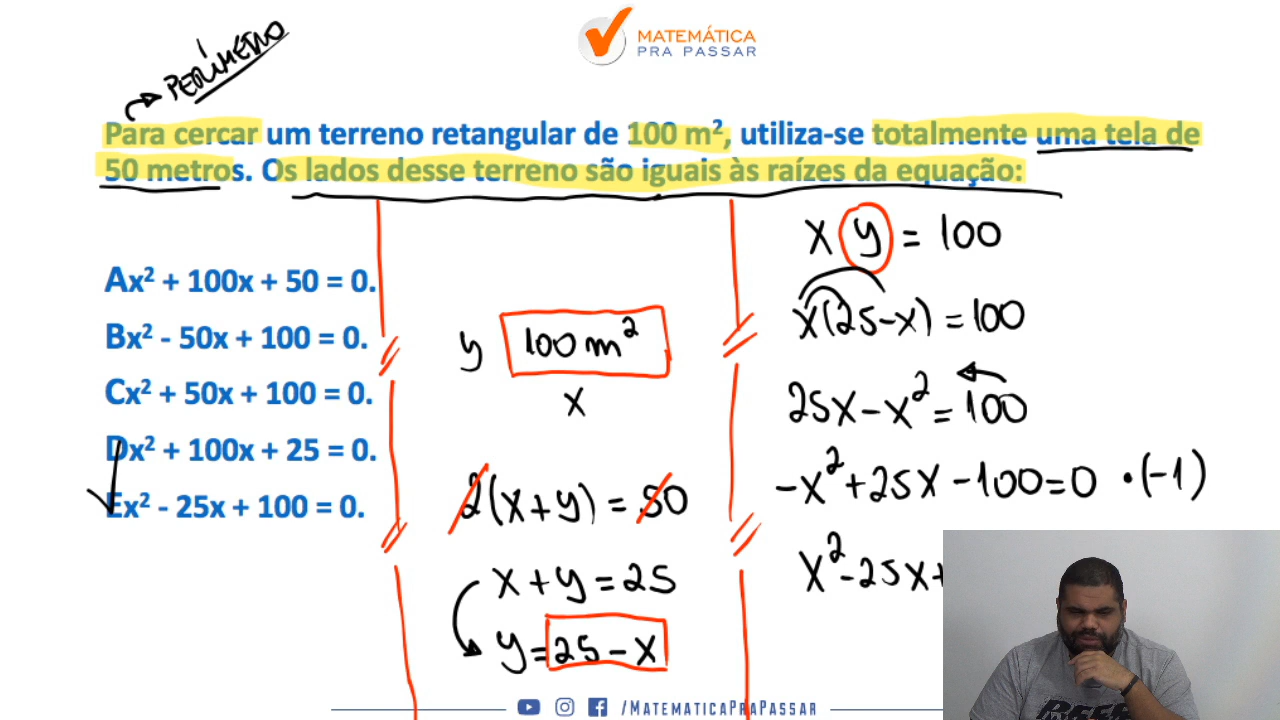 PERÍMETRO
MATEMÁTICA
PRA PASSAR
Para cercar um terreno retangular de 100 m², utiliza-se totalmente uma tela de
50 metros. Os lados desse terreno são iguais às raízes da equação:
Ax² + 100x + 50 = 0.
Bx² - 50x + 100 = 0.
Cx² + 50x + 100 = 0.
Dx² + 100x + 25 = 0.
Ex² - 25x + 100 = 0.
y 100 m²
x
2(x+y) = 50
x + y = 25
y = 25 - x
x y = 100
x(25-x) = 100
25x - x² = 100
-x² + 25x - 100 = 0 • (-1)
x² - 25x +
/MATEMATICAPRAPASSAR